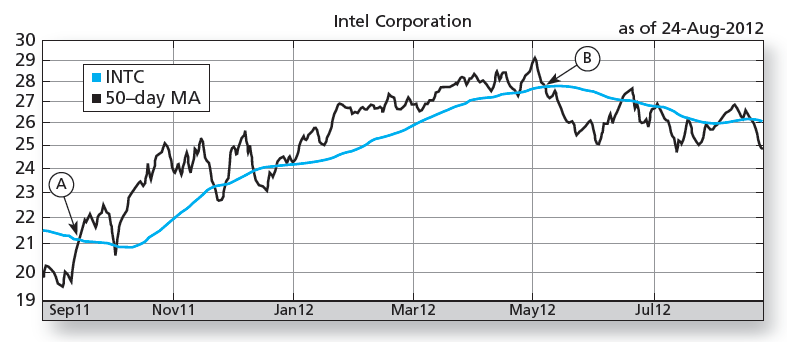 Intel Corporation
as of 24-Aug-2012
30
29
28
27
26
25
24
23
22
21
20
19
INTC
50–day MA
A
B
Sep11 Nov11 Jan12 Mar12 May12 Jul12